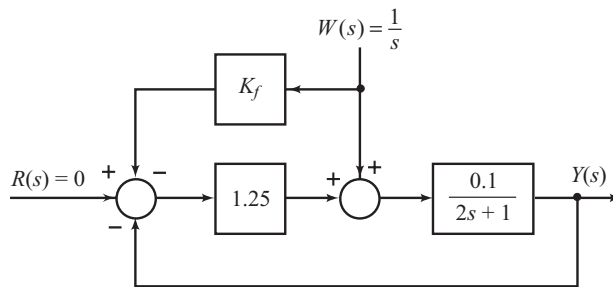 W(s) = 1/s
K_f
+ −
R(s) = 0
−
1.25
+ +
0.1
2s + 1
Y(s)